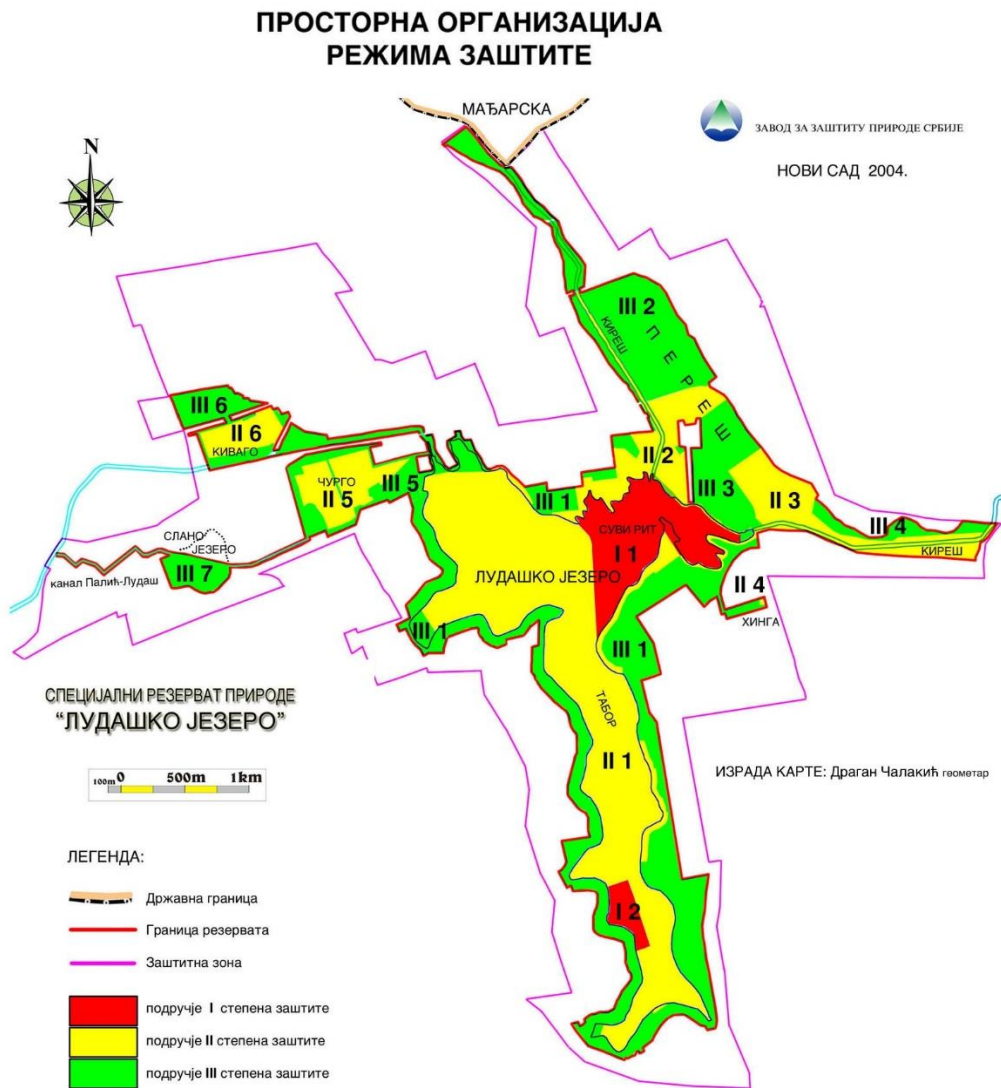 ПРОСТОРНА ОРГАНИЗАЦИЈА
РЕЖИМА ЗАШТИТЕ
МАЂАРСКА
ЗАВОД ЗА ЗАШТИТУ ПРИРОДЕ СРБИЈЕ
НОВИ САД 2004.
N
III 2
КИРЕШ
ПЕРЕШ
III 6
II 6
КИВАГО
ЧУРГО
II 5
III 5
III 1
II 2
III 3
II 3
III 4
КИРЕШ
СУВИ РИТ
I 1
СЛАНО
ЈЕЗЕРО
III 7
канал Палић-Лудаш
ЛУДАШКО ЈЕЗЕРО
II 4
ХИНГА
III 1
III 1
ТАБОР
II 1
I 2
СПЕЦИЈАЛНИ РЕЗЕРВАТ ПРИРОДЕ
“ЛУДАШКО ЈЕЗЕРО”
100m 0 500m 1km
ИЗРАДА КАРТЕ: Драган Чалакић геометар
ЛЕГЕНДА:
Државна граница
Граница резервата
Заштитна зона
подручје I степена заштите
подручје II степена заштите
подручје III степена заштите